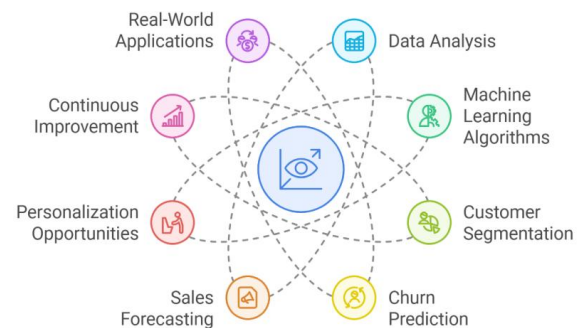 Real-World
Applications
Data Analysis
Continuous
Improvement
Machine
Learning
Algorithms
Personalization
Opportunities
Customer
Segmentation
Sales
Forecasting
Churn
Prediction